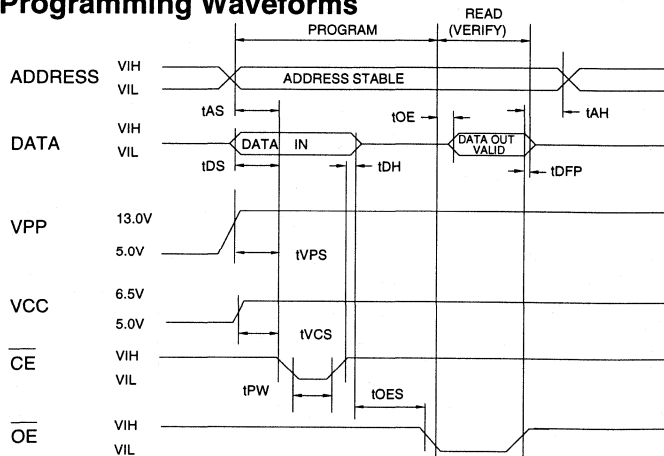 Programming Waveforms
PROGRAM
READ
(VERIFY)
ADDRESS
VIH
VIL
ADDRESS STABLE
tAS
tOE
tAH
DATA
VIH
VIL
DATA IN
DATA OUT
VALID
tDS
tDH
tDFP
VPP
13.0V
5.0V
tVPS
VCC
6.5V
5.0V
tVCS
CE
VIH
VIL
tPW
tOES
OE
VIH
VIL